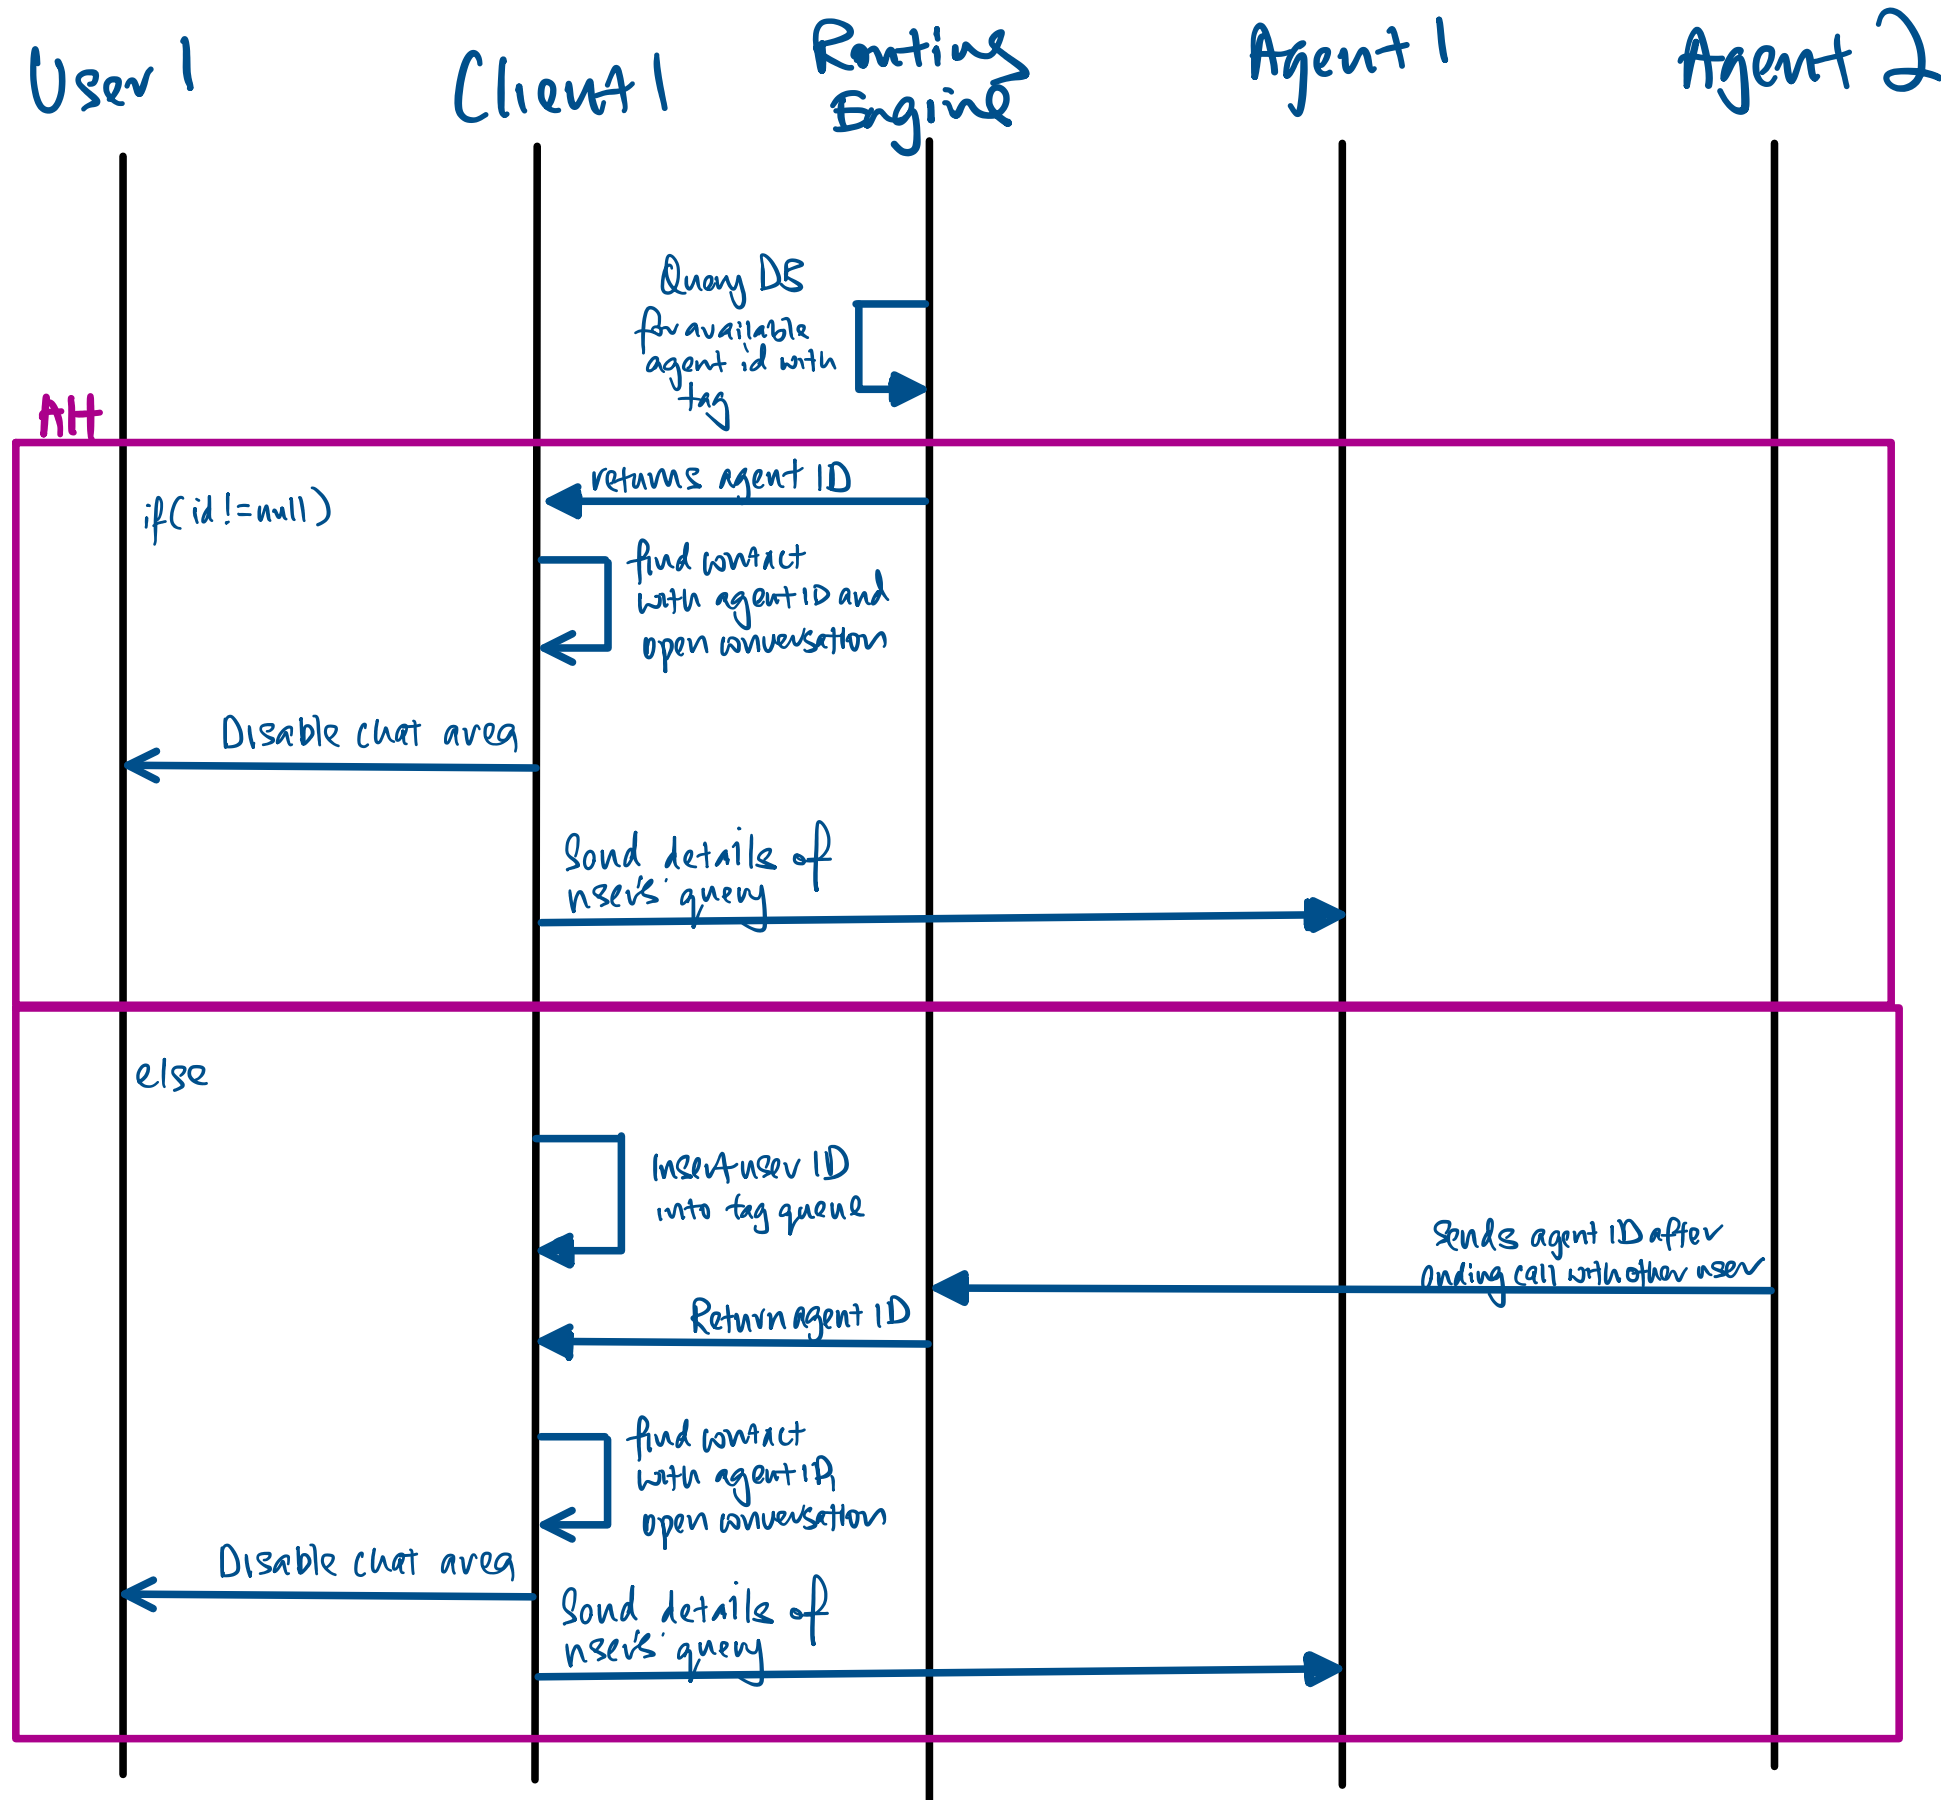 User 1
Client 1
Routing
Engine
Agent 1
Agent 2
Query DB
for available
agent id with
tag
Alt
if(id!=null)
returns agent ID
find contact
with agent ID and
open conversation
Disable chat area
Send details of
user's query
else
Insert user ID
into tag queue
Sends agent ID after
ending call with other user
Return agent ID
find contact
with agent ID,
open conversation
Disable chat area
Send details of
user's query